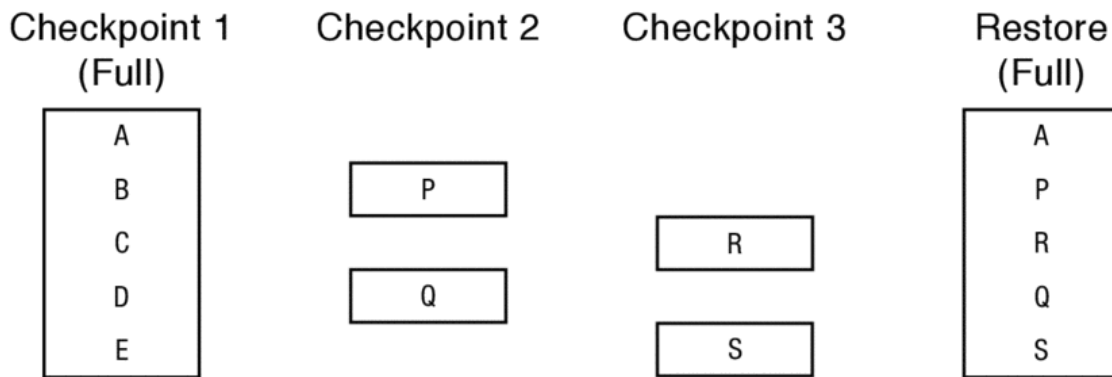 Checkpoint 1
(Full)
A
B
C
D
E
Checkpoint 2
P
Q
Checkpoint 3
R
S
Restore
(Full)
A
P
R
Q
S